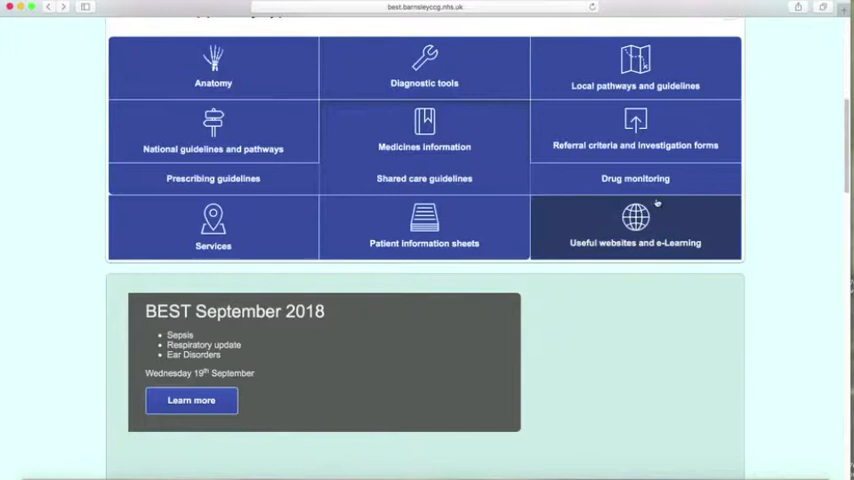 best.barnsleyccg.nhs.uk
Anatomy
Diagnostic tools
Local pathways and guidelines
National guidelines and pathways
Medicines information
Referral criteria and investigation forms
Prescribing guidelines
Shared care guidelines
Drug monitoring
Services
Patient information sheets
Useful websites and e-Learning
BEST September 2018
Sepsis
Respiratory update
Ear Disorders
Wednesday 19th September
Learn more